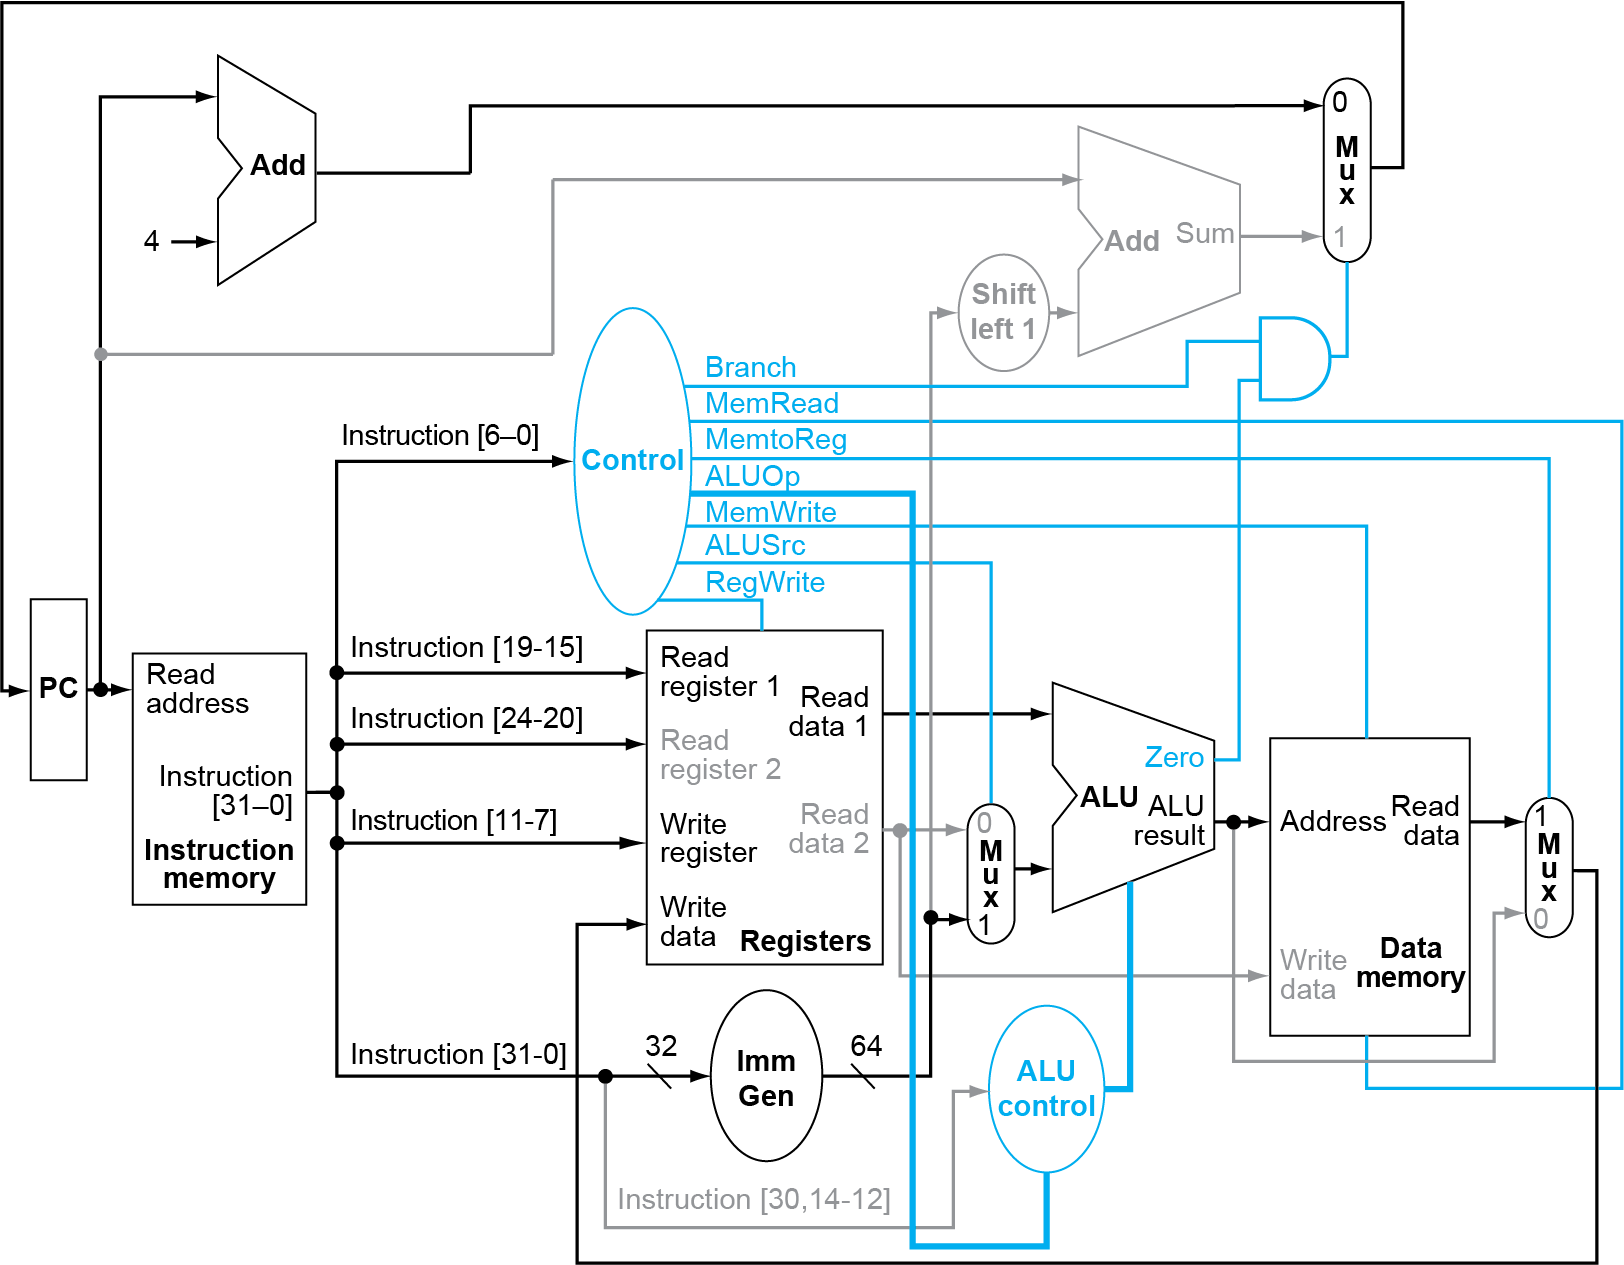 0
M
u
x
1
Add
4
Add
Sum
Shift
left 1
Branch
MemRead
MemtoReg
ALUOp
MemWrite
ALUSrc
RegWrite
Control
Instruction [6–0]
Instruction [19-15]
Instruction [24-20]
Instruction [11-7]
Instruction [31-0]
PC
Read
address
Instruction
[31–0]
Instruction
memory
Read
register 1
Read
register 2
Write
register
Write
data
Read
data 1
Read
data 2
Registers
0
M
u
x
1
Zero
ALU
ALU
result
Address
Read
data
Write
data
Data
memory
1
M
u
x
0
32
Imm
Gen
64
ALU
control
Instruction [30,14-12]